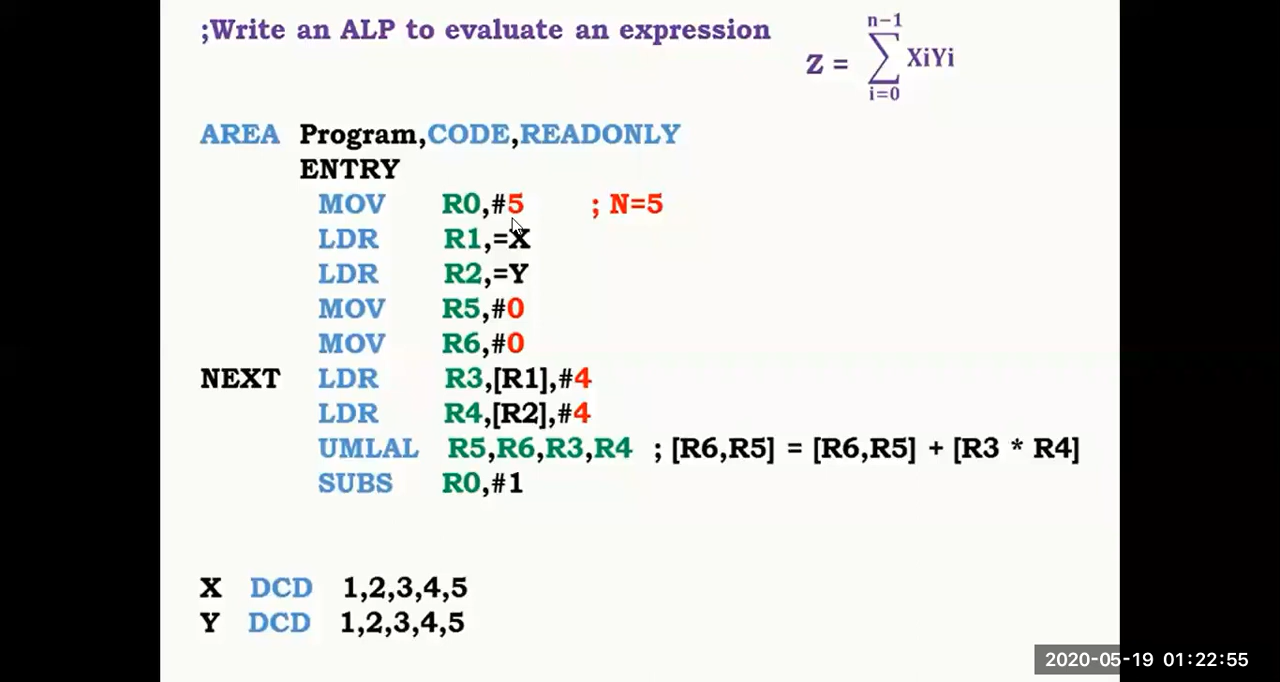 ;Write an ALP to evaluate an expression
n−1
Z = ∑ XiYi
i=0
AREA Program,CODE,READONLY
ENTRY
MOV R0,#5 ; N=5
LDR R1,=X
LDR R2,=Y
MOV R5,#0
MOV R6,#0
NEXT LDR R3,[R1],#4
LDR R4,[R2],#4
UMLAL R5,R6,R3,R4 ; [R6,R5] = [R6,R5] + [R3 * R4]
SUBS R0,#1
X DCD 1,2,3,4,5
Y DCD 1,2,3,4,5
2020-05-19 01:22:55